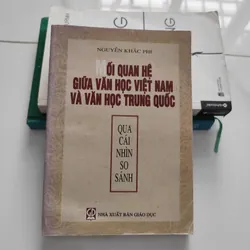 NGUYỄN KHẮC PHI
MỐI QUAN HỆ
GIỮA VĂN HỌC VIỆT NAM
VÀ VĂN HỌC TRUNG QUỐC
QUA
CÁI
NHÌN
SO
SÁNH
NHÀ XUẤT BẢN GIÁO DỤC